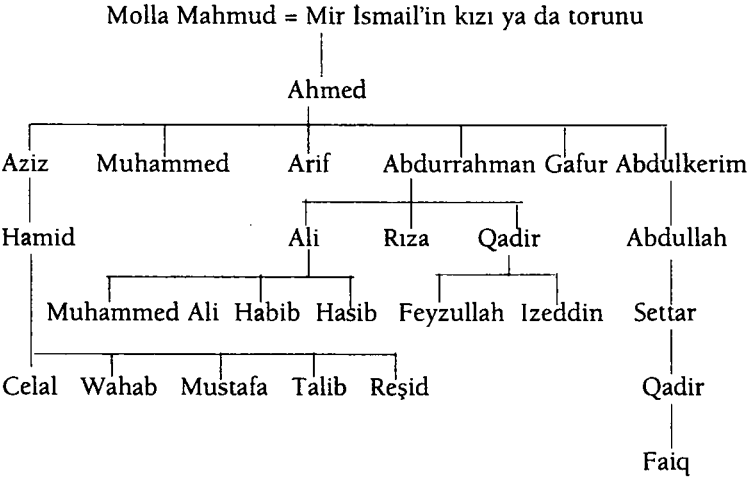 Molla Mahmud = Mir İsmail'in kızı ya da torunu
Ahmed
Aziz Muhammed Arif Abdurrahman Gafur Abdulkerim
Hamid Ali Rıza Qadir Abdullah
Muhammed Ali Habib Hasib Feyzullah Izeddin Settar
Celal Wahab Mustafa Talib Reşid Qadir
Faiq